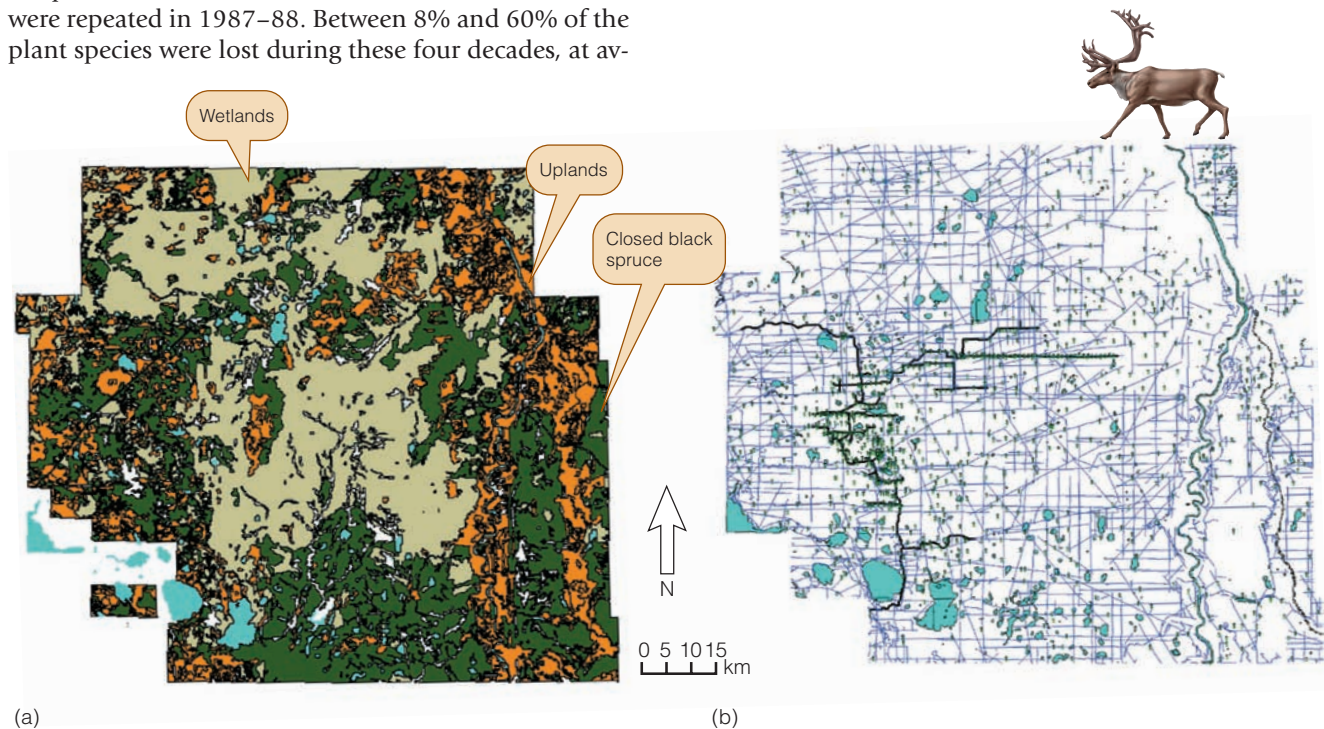 were repeated in 1987–88. Between 8% and 60% of the
plant species were lost during these four decades, at av-
Wetlands
Uplands
Closed black
spruce
N
0 5 10 15
km
(a)
(b)